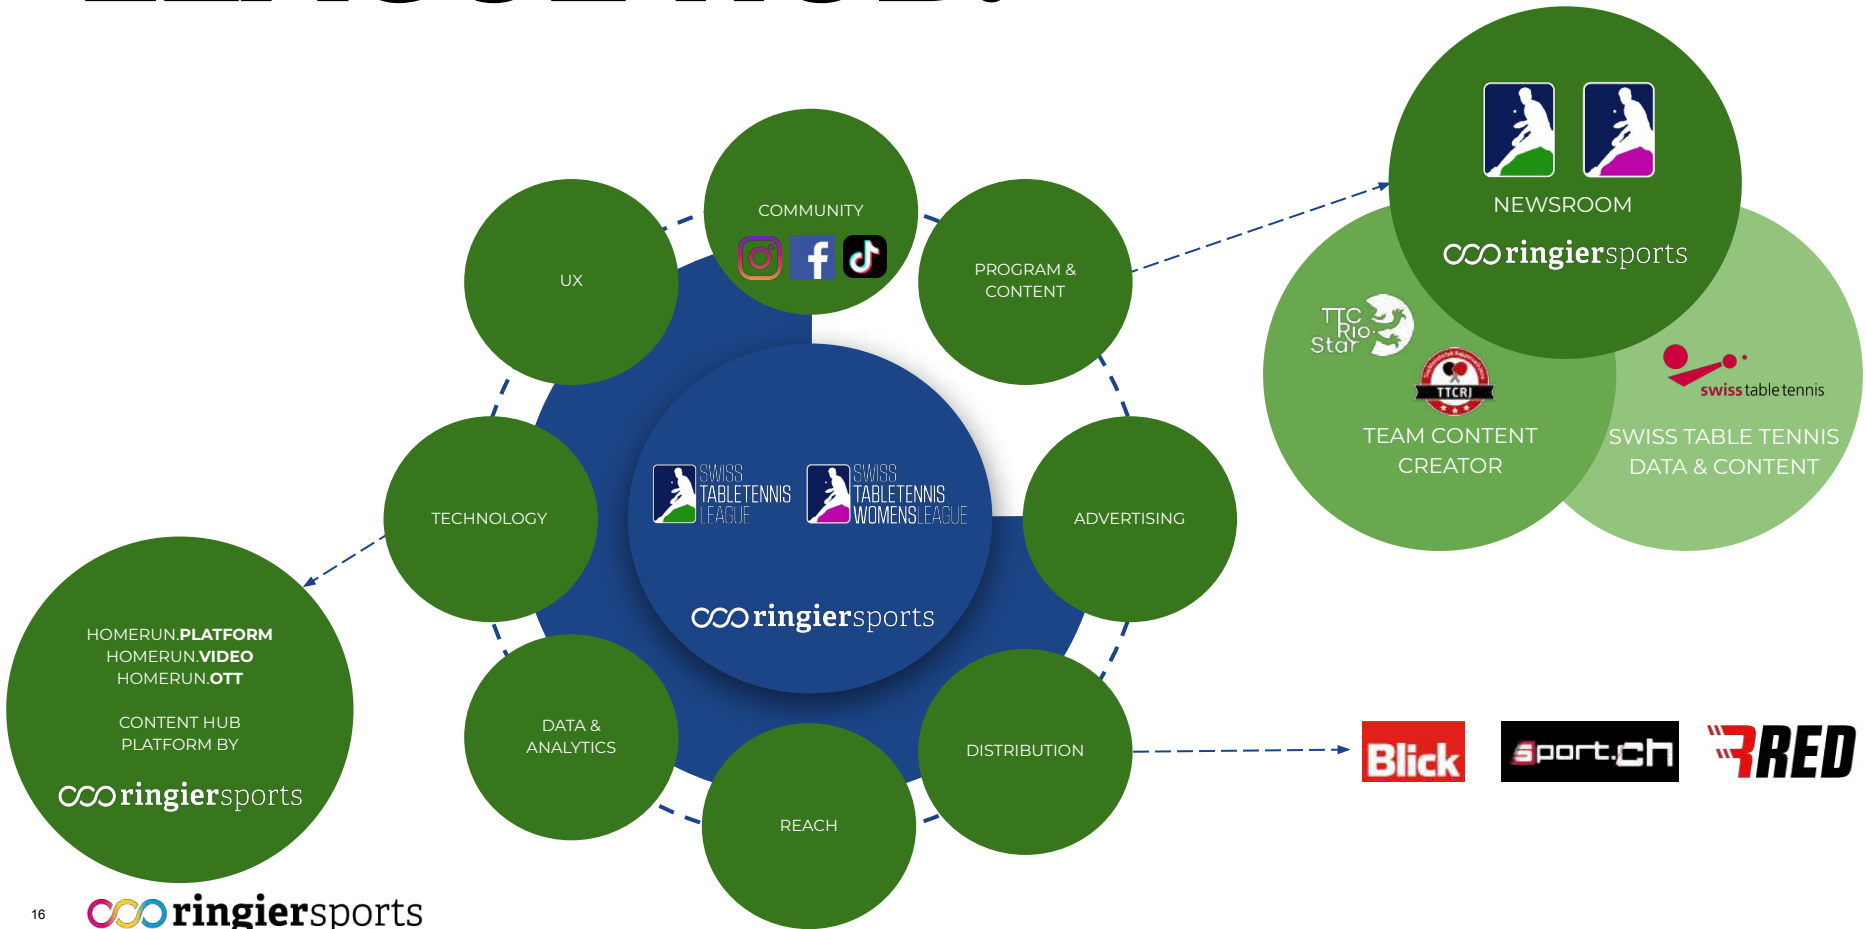 COMMUNITY
UX
PROGRAM &
CONTENT
NEWSROOM
ringiersports
TTC
Rio
Star
TTCRJ
TEAM CONTENT
CREATOR
swiss table tennis
SWISS TABLE TENNIS
DATA & CONTENT
TECHNOLOGY
SWISS
TABLETENNIS
LEAGUE
SWISS
TABLETENNIS
WOMENSLEAGUE
ringiersports
ADVERTISING
HOMERUN.PLATFORM
HOMERUN.VIDEO
HOMERUN.OTT
CONTENT HUB
PLATFORM BY
ringiersports
DATA &
ANALYTICS
REACH
DISTRIBUTION
Blick
sport.ch
RED
16
ringiersports